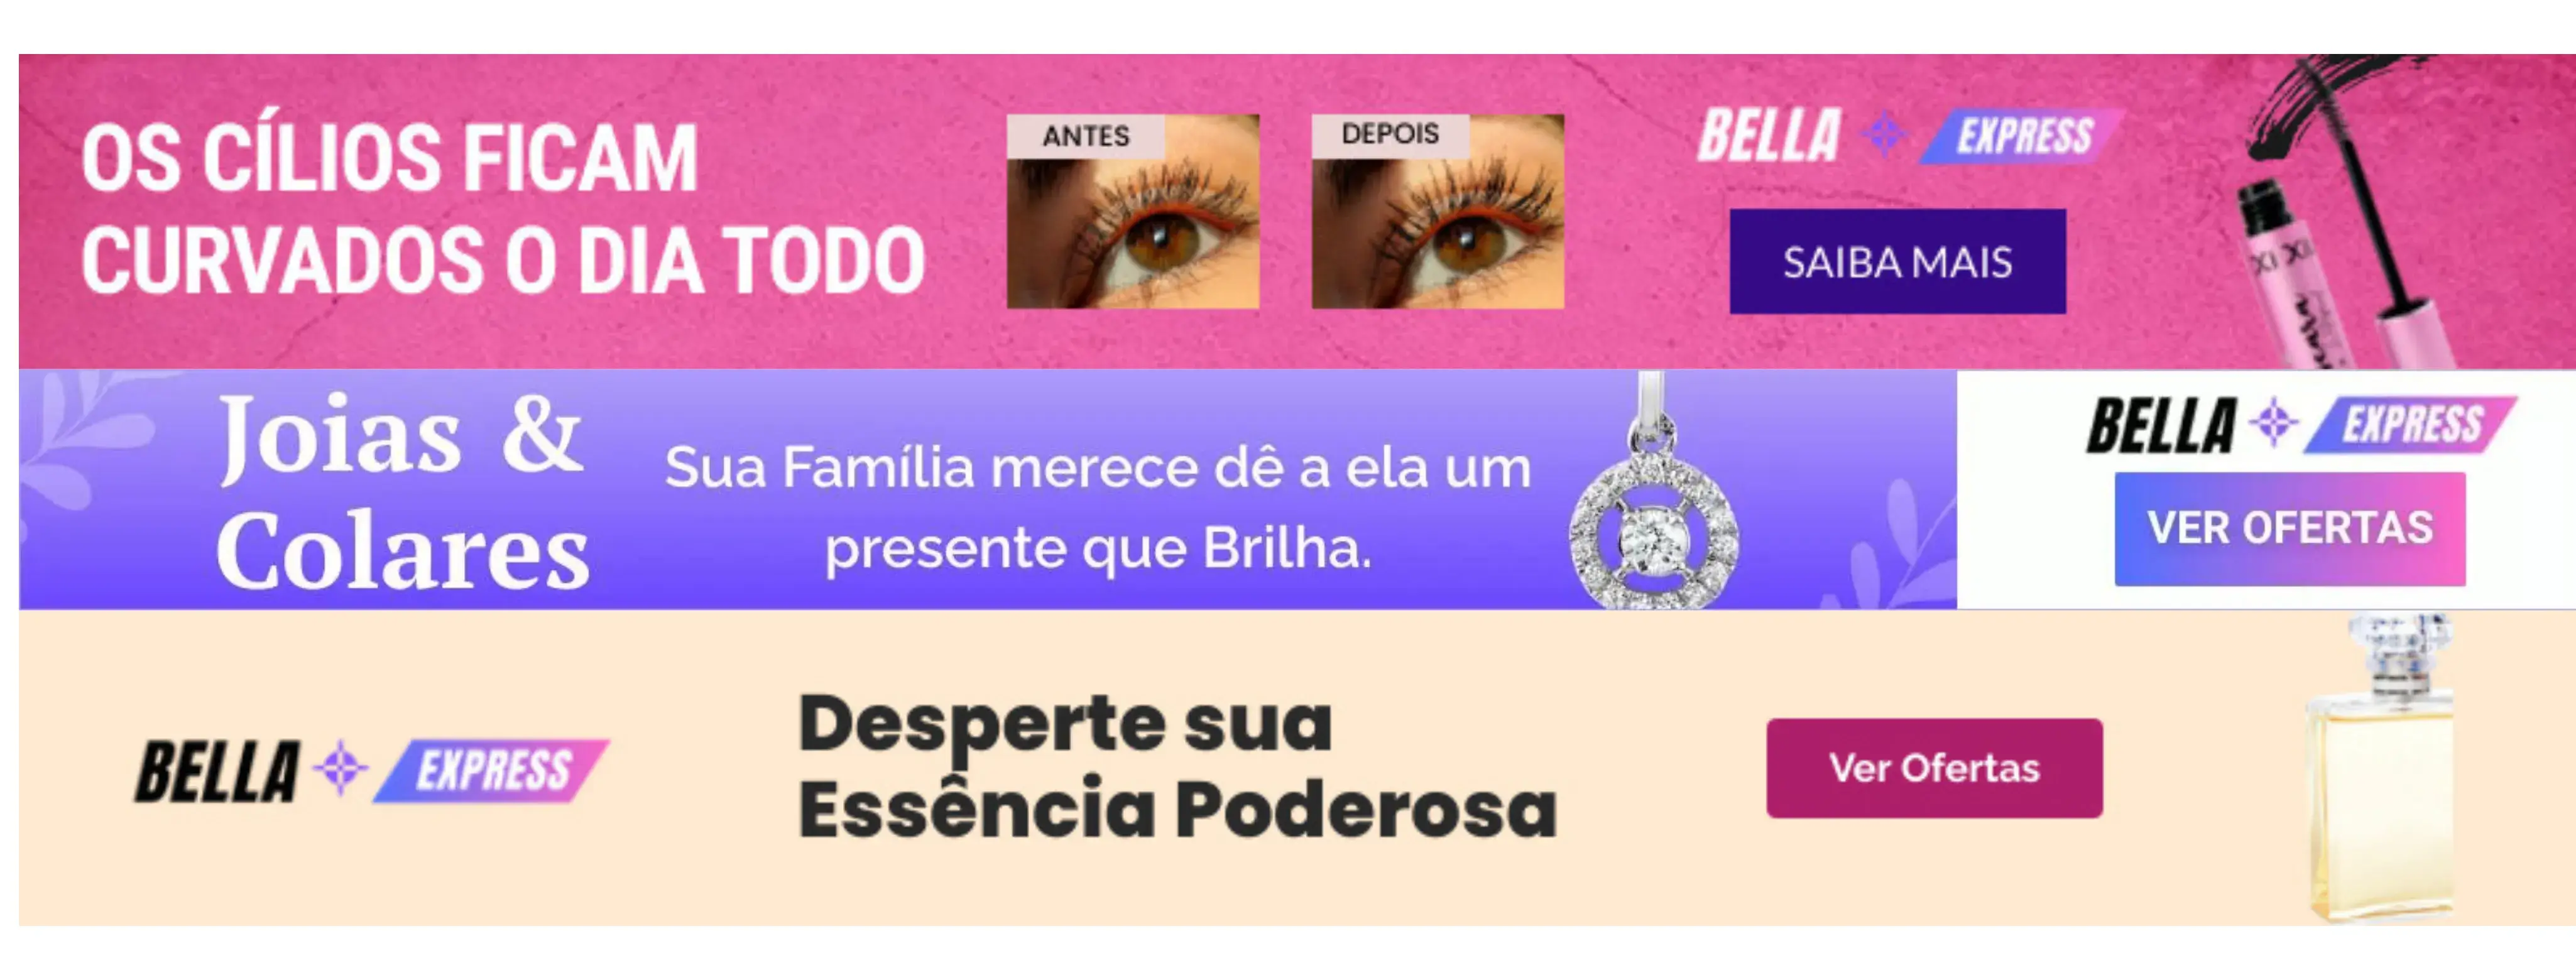 OS CÍLIOS FICAM
CURVADOS O DIA TODO
ANTES
DEPOIS
BELLA EXPRESS
SAIBA MAIS
Joias &
Colares
Sua Família merece dê a ela um
presente que Brilha.
BELLA EXPRESS
VER OFERTAS
BELLA EXPRESS
Desperte sua
Essência Poderosa
Ver Ofertas